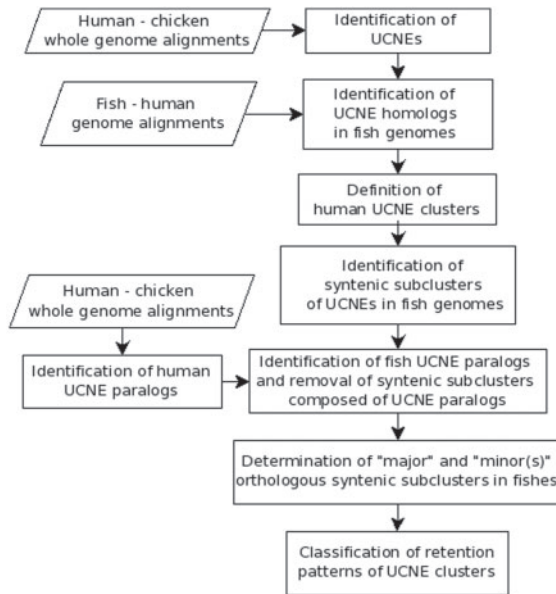 Human - chicken
whole genome alignments
Identification of
UCNEs
Fish - human
genome alignments
Identification of
UCNE homologs
in fish genomes
Definition of
human UCNE clusters
Identification of
syntenic subsusters
of UCNEs in fish genomes
Human - chicken
whole genome alignments
Identification of human
UCNE paralogs
Identification of fish UCNE paralogs
and removal of syntenic subclusters
composed of UCNE paralogs
Determination of "major" and "minor(s)"
orthologous syntenic subclusters in fishes
Classification of retention
patterns of UCNE clusters